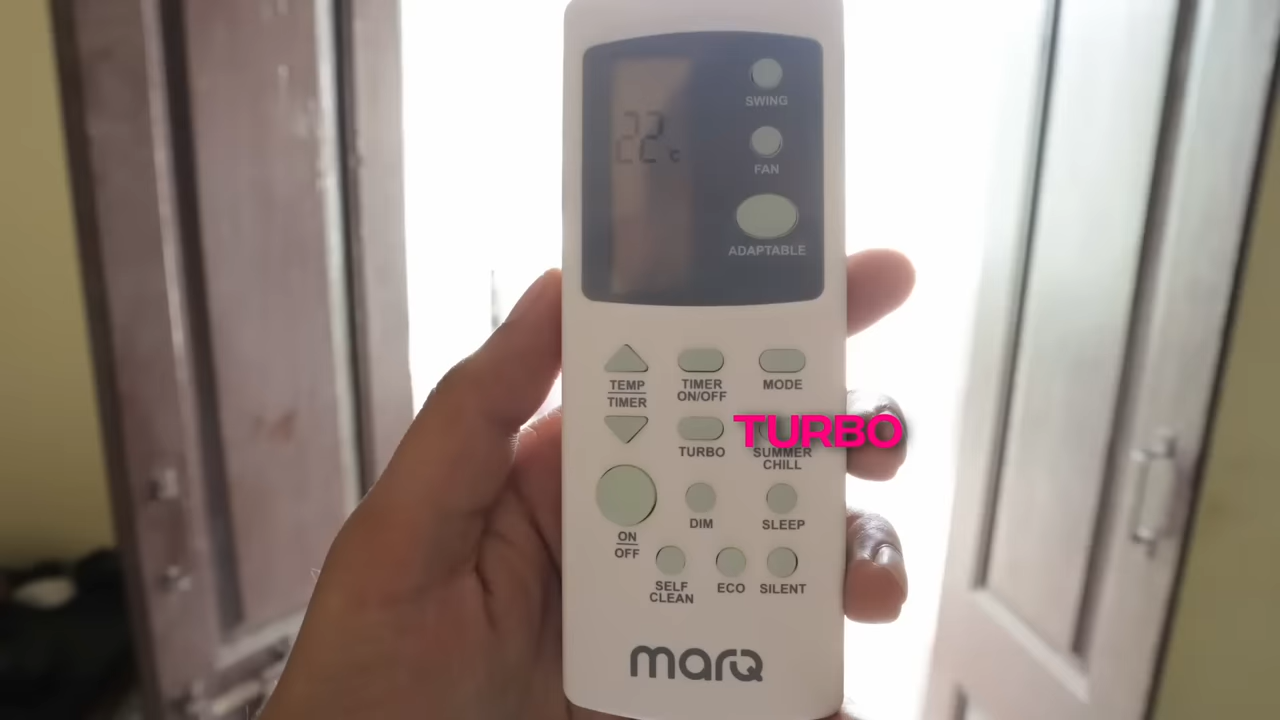 22 °c
SWING
FAN
ADAPTABLE
TEMP
TIMER
TIMER
ON/OFF
MODE
TURBO
TURBO
SUMMER
CHILL
ON
OFF
DIM
SLEEP
SELF
CLEAN
ECO
SILENT
marQ